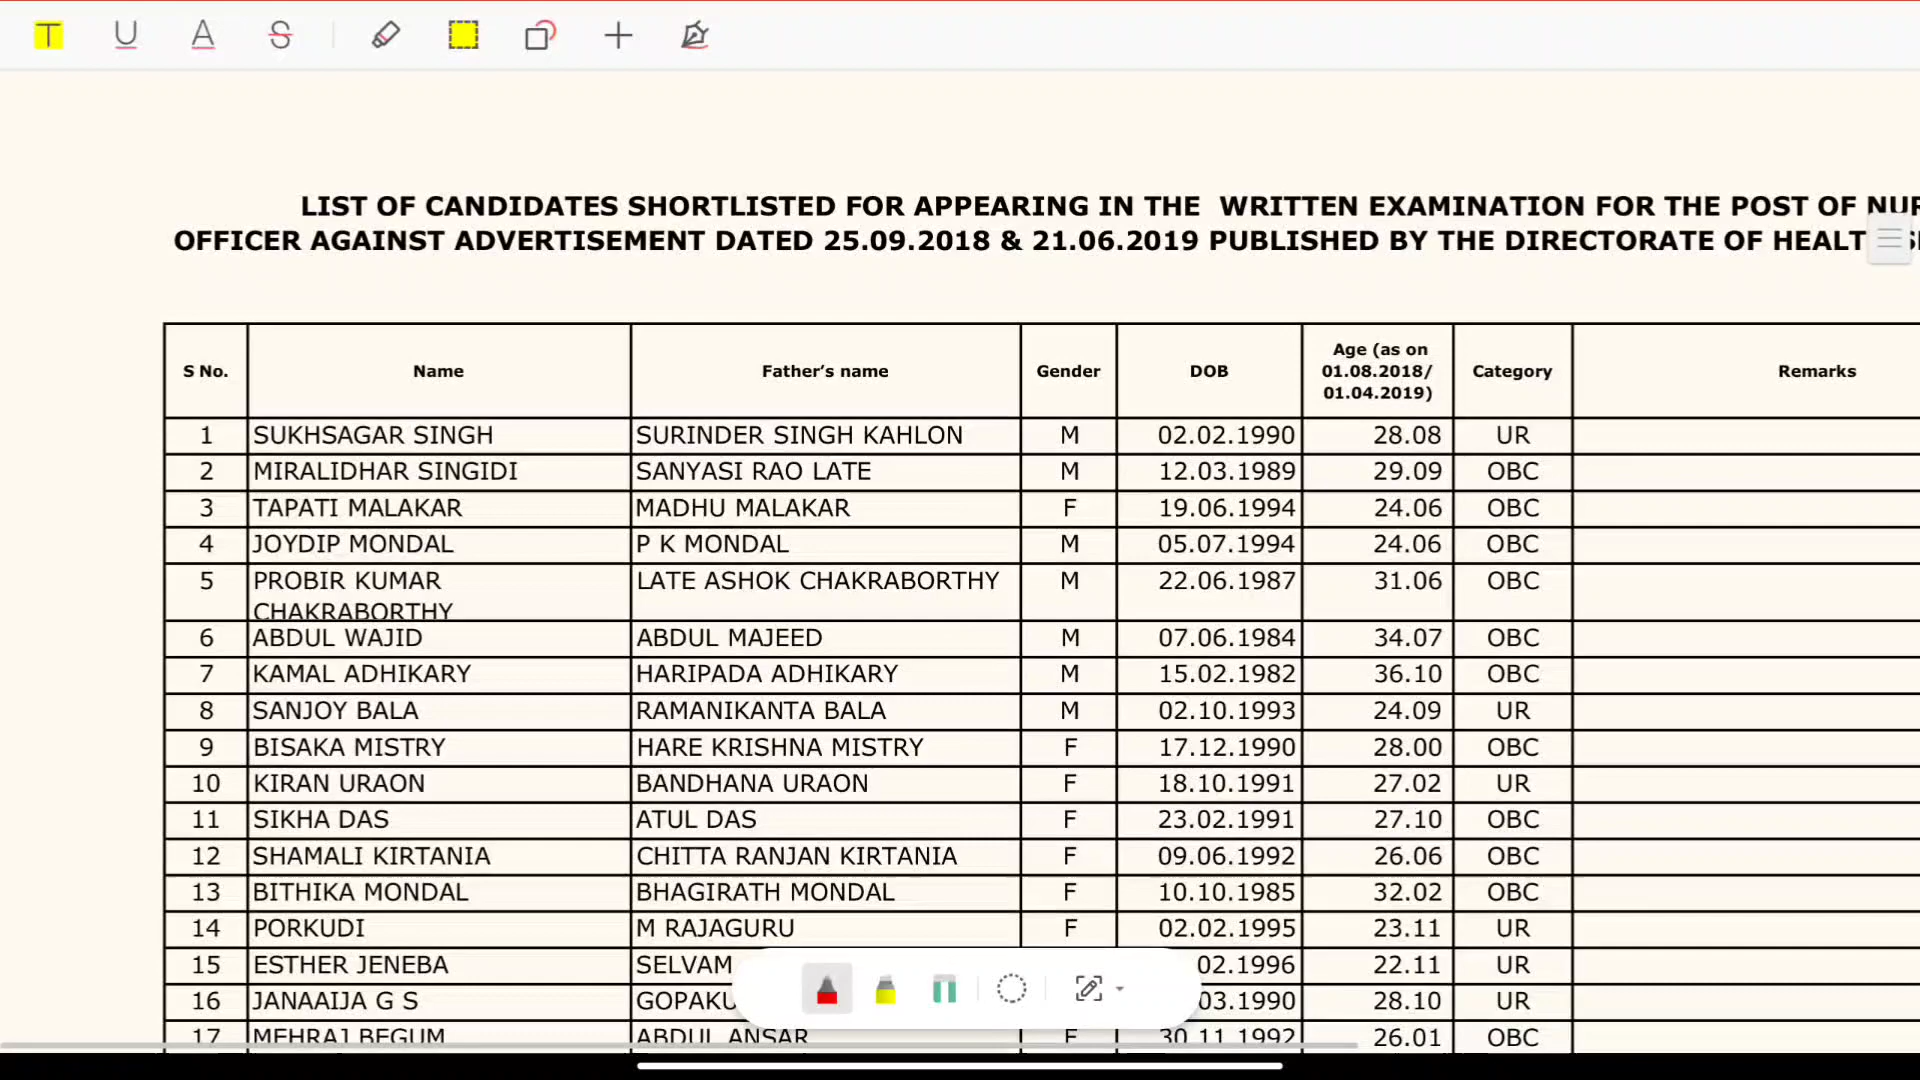 LIST OF CANDIDATES SHORTLISTED FOR APPEARING IN THE WRITTEN EXAMINATION FOR THE POST OF
OFFICER AGAINST ADVERTISEMENT DATED 25.09.2018 & 21.06.2019 PUBLISHED BY THE DIRECTORATE OF
S No. Name Father's name Gender DOB Age (as on 01.08.2018/ 01.04.2019) Category Remarks
1 SUKHSAGAR SINGH SURINDER SINGH KAHLON M 02.02.1990 28.08 UR
2 MIRALIDHAR SINGIDI SANYASI RAO LATE M 12.03.1989 29.09 OBC
3 TAPATI MALAKAR MADHU MALAKAR F 19.06.1994 24.06 OBC
4 JOYDIP MONDAL P K MONDAL M 05.07.1994 24.06 OBC
5 PROBIR KUMAR CHAKRABORTHY LATE ASHOK CHAKRABORTHY M 22.06.1987 31.06 OBC
6 ABDUL WAJID ABDUL MAJEED M 07.06.1984 34.07 OBC
7 KAMAL ADHIKARY HARIPADA ADHIKARY M 15.02.1982 36.10 OBC
8 SANJOY BALA RAMANIKANTA BALA M 02.10.1993 24.09 UR
9 BISAKA MISTRY HARE KRISHNA MISTRY F 17.12.1990 28.00 OBC
10 KIRAN URAON BANDHANA URAON F 18.10.1991 27.02 UR
11 SIKHA DAS ATUL DAS F 23.02.1991 27.10 OBC
12 SHAMALI KIRTANIA CHITTA RANJAN KIRTANIA F 09.06.1992 26.06 OBC
13 BITHIKA MONDAL BHAGIRATH MONDAL F 10.10.1985 32.02 OBC
14 PORKUDI M RAJAGURU F 02.02.1995 23.11 UR
15 ESTHER JENEBA SELVAM 02.1996 22.11 UR
16 JANAAIJA G S 03.1990 28.10 UR
17 MEHRAJ BEGUM ABDUL ANSAR F 30.11.1992 26.01 OBC